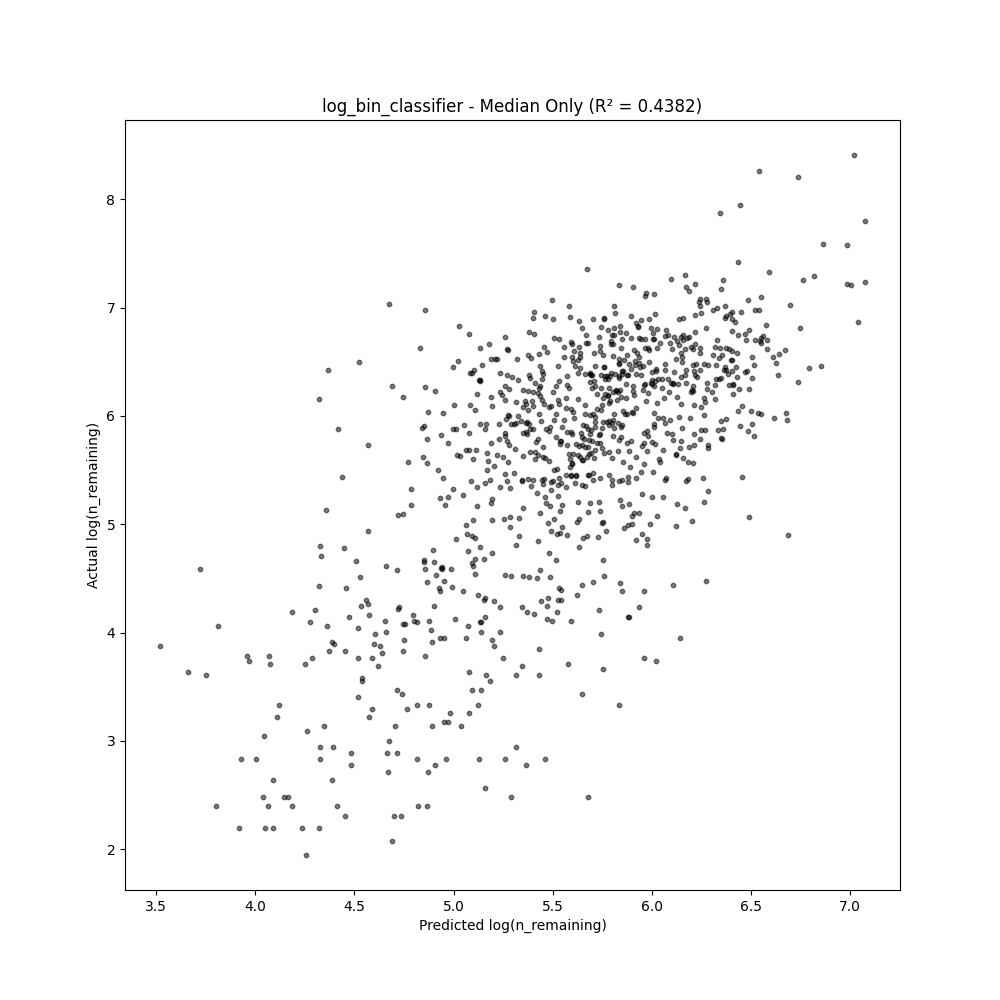 log_bin_classifier - Median Only (R² = 0.4382)
Actual log(n_remaining)
8
7
6
5
4
3
2
3.5 4.0 4.5 5.0 5.5 6.0 6.5 7.0
Predicted log(n_remaining)